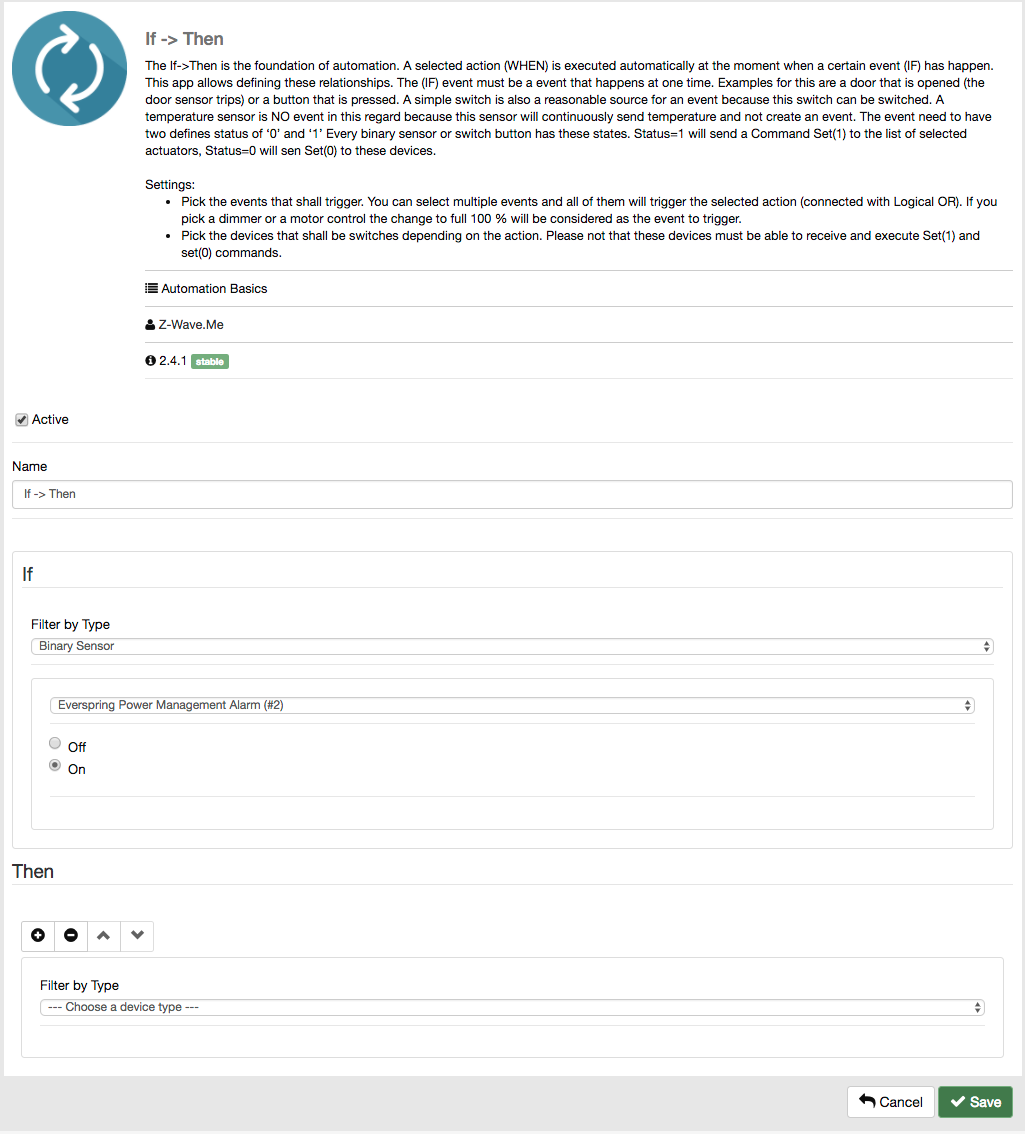 If -> Then
The If->Then is the foundation of automation. A selected action (WHEN) is executed automatically at the moment when a certain event (IF) has happen.
This app allows defining these relationships. The (IF) event must be a event that happens at one time. Examples for this are a door that is opened (the
door sensor trips) or a button that is pressed. A simple switch is also a reasonable source for an event because this switch can be switched. A
temperature sensor is NO event in this regard because this sensor will continuously send temperature and not create an event. The event need to have
two defines status of ‘0’ and ‘1’ Every binary sensor or switch button has these states. Status=1 will send a Command Set(1) to the list of selected
actuators, Status=0 will sen Set(0) to these devices.
Settings:
• Pick the events that shall trigger. You can select multiple events and all of them will trigger the selected action (connected with Logical OR). If you
pick a dimmer or a motor control the change to full 100 % will be considered as the event to trigger.
• Pick the devices that shall be switches depending on the action. Please not that these devices must be able to receive and execute Set(1) and
set(0) commands.
Automation Basics
Z-Wave.Me
2.4.1 stable
Active
Name
If -> Then
If
Filter by Type
Binary Sensor
Everspring Power Management Alarm (#2)
Off
On
Then
Filter by Type
--- Choose a device type ---
Cancel
Save